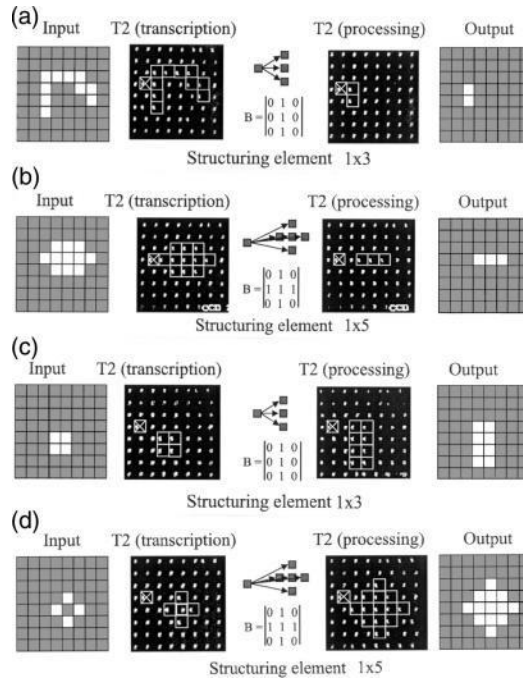 (a)
Input T2 (transcription) T2 (processing) Output
B = |0 1 0|
|0 1 0|
|0 1 0|
Structuring element 1x3
(b)
Input T2 (transcription) T2 (processing) Output
B = |0 1 0|
|1 1 1|
|0 1 0|
CCD CCD
Structuring element 1x5
(c)
Input T2 (transcription) T2 (processing) Output
B = |0 1 0|
|0 1 0|
|0 1 0|
Structuring element 1x3
(d)
Input T2 (transcription) T2 (processing) Output
B = |0 1 0|
|1 1 1|
|0 1 0|
Structuring element 1x5